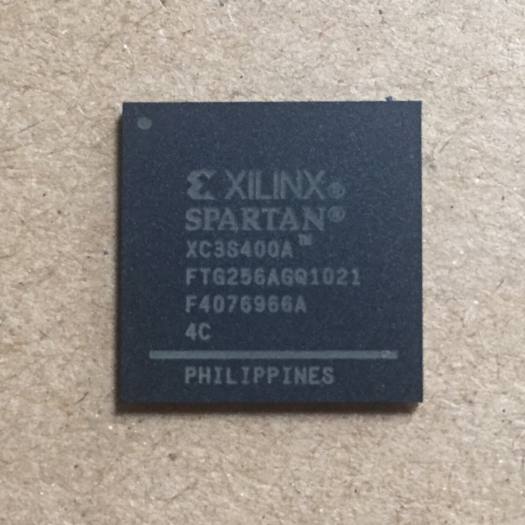 XILINX®
SPARTAN®
XC3S400A™
FTG256AGQ1021
F4076966A
4C
PHILIPPINES